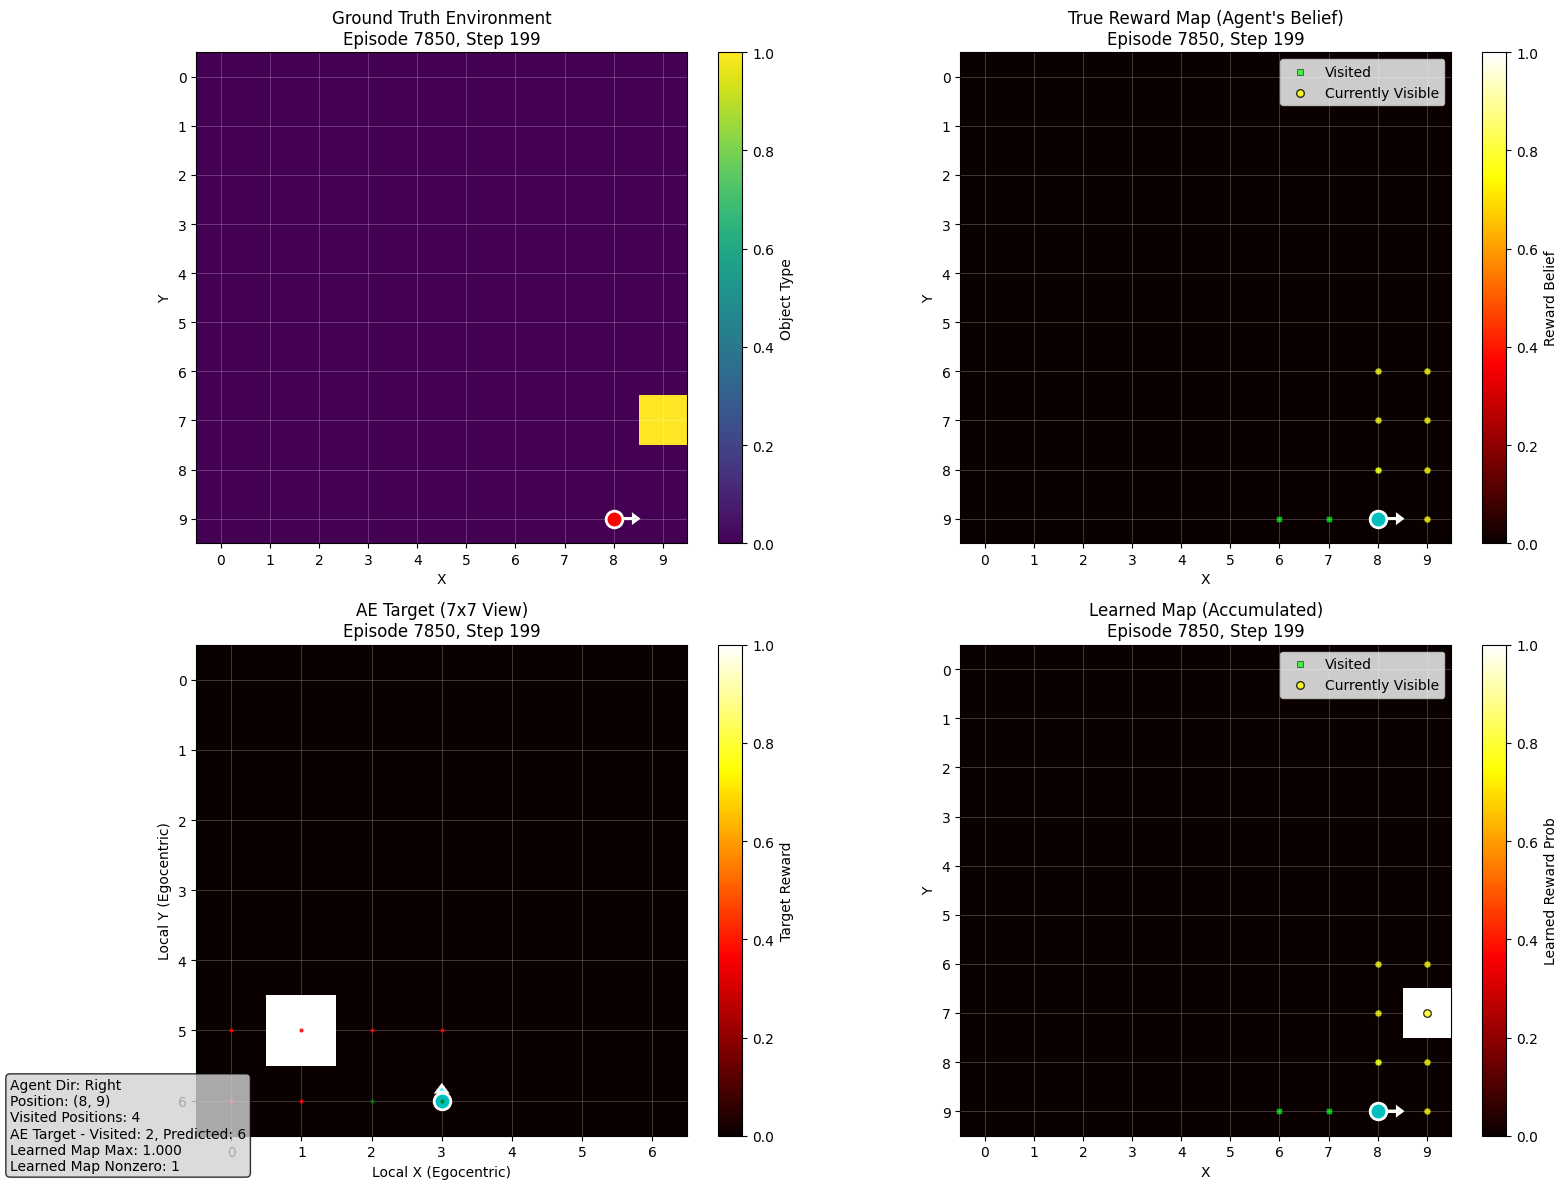 Ground Truth Environment
Episode 7850, Step 199
0
1
2
3
4
5
6
7
8
9
Y
0 1 2 3 4 5 6 7 8 9
X
1.0
0.8
0.6
0.4
0.2
0.0
Object Type
True Reward Map (Agent's Belief)
Episode 7850, Step 199
Visited
Currently Visible
0
1
2
3
4
5
6
7
8
9
Y
0 1 2 3 4 5 6 7 8 9
X
1.0
0.8
0.6
0.4
0.2
0.0
Reward Belief
AE Target (7x7 View)
Episode 7850, Step 199
0
1
2
3
4
5
6
Local Y (Egocentric)
0 1 2 3 4 5 6
Local X (Egocentric)
1.0
0.8
0.6
0.4
0.2
0.0
Target Reward
Agent Dir: Right
Position: (8, 9)
Visited Positions: 4
AE Target - Visited: 2, Predicted: 6
Learned Map Max: 1.000
Learned Map Nonzero: 1
Learned Map (Accumulated)
Episode 7850, Step 199
Visited
Currently Visible
0
1
2
3
4
5
6
7
8
9
Y
0 1 2 3 4 5 6 7 8 9
X
1.0
0.8
0.6
0.4
0.2
0.0
Learned Reward Prob